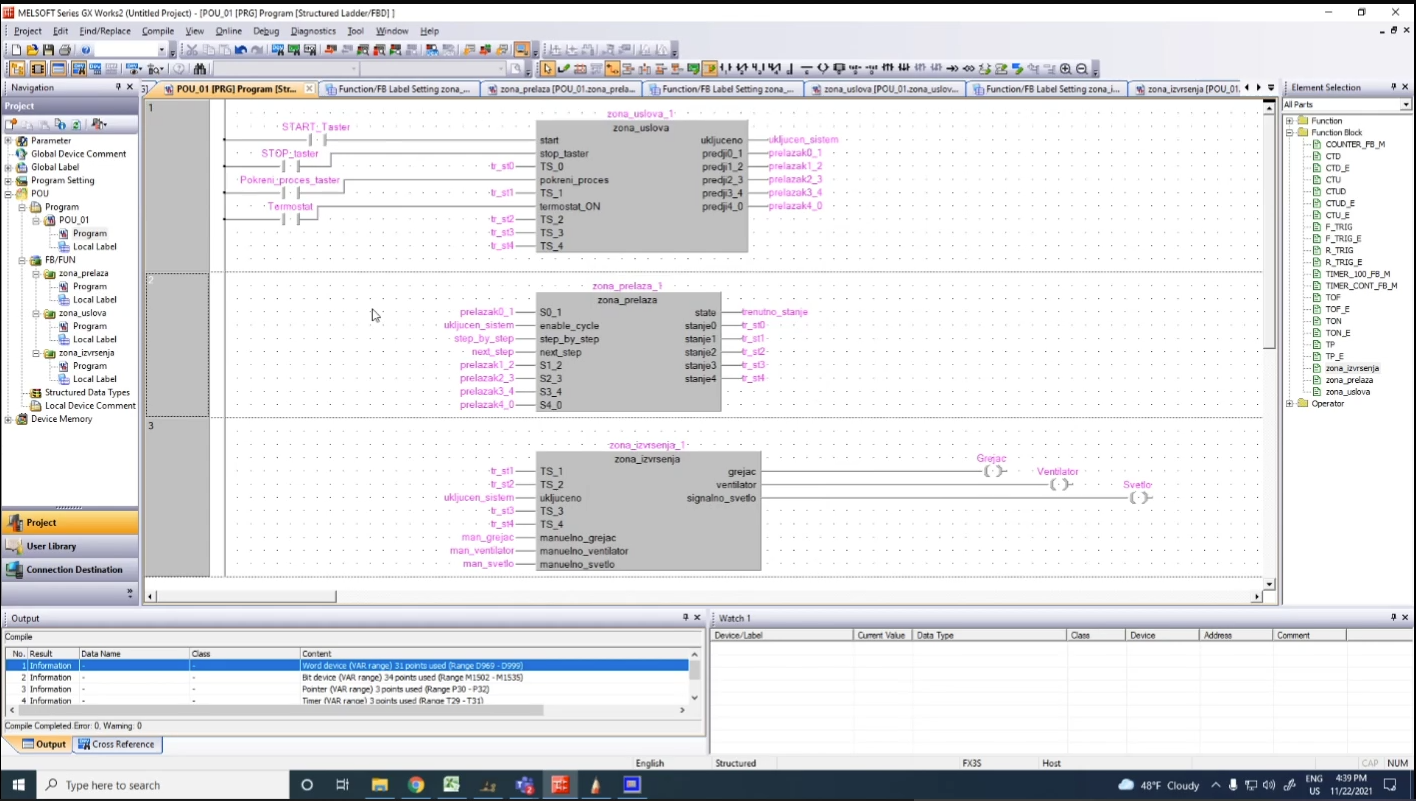 MELSOFT Series GX Works2 (Untitled Project) - [POU_01 [PRG] Program [Structured Ladder/FBD] ]
Project Edit Find/Replace Compile View Online Debug Diagnostics Tool Window Help
Navigation
POU_01 [PRG] Program [Str...
Function/FB Label Setting zona_...
zona_prelaza [POU_01.zona_prela...
Function/FB Label Setting zona_...
zona_uslova [POU_01.zona_uslov...
Function/FB Label Setting zona_i...
zona_izvrsenja [POU_01.
Element Selection
Project
All Parts
Parameter
Global Device Comment
Global Label
Program Setting
POU
Program
POU_01
Program
Local Label
FB/FUN
zona_prelaza
Program
Local Label
zona_uslova
Program
Local Label
zona_izvrsenja
Program
Local Label
Structured Data Types
Local Device Comment
Device Memory
Project
User Library
Connection Destination
1
zona_uslova_1
zona_uslova
START_Taster
start
STOP_taster
stop_taster
tr_st0 TS_0
Pokreni_proces_taster
pokreni_proces
tr_st1 TS_1
Termostat
termostat_ON
tr_st2 TS_2
tr_st3 TS_3
tr_st4 TS_4
ukljuceno ukljucen_sistem
predji0_1 prelazak0_1
predji1_2 prelazak1_2
predji2_3 prelazak2_3
predji3_4 prelazak3_4
predji4_0 prelazak4_0
2
zona_prelaza_1
zona_prelaza
prelazak0_1 S0_1 state trenutno_stanje
ukljucen_sistem enable_cycle stanje0 tr_st0
step_by_step step_by_step stanje1 tr_st1
next_step next_step stanje2 tr_st2
prelazak1_2 S1_2 stanje3 tr_st3
prelazak2_3 S2_3 stanje4 tr_st4
prelazak3_4 S3_4
prelazak4_0 S4_0
3
zona_izvrsenja_1
zona_izvrsenja
tr_st1 TS_1 grejac Grejac
tr_st2 TS_2 ventilator Ventilator
ukljucen_sistem ukljuceno signalno_svetlo Svetlo
tr_st3 TS_3
tr_st4 TS_4
man_grejac manuelno_grejac
man_ventilator manuelno_ventilator
man_svetlo manuelno_svetlo
Function
Function Block
COUNTER_FB_M
CTD
CTD_E
CTU
CTUD
CTUD_E
CTU_E
F_TRIG
F_TRIG_E
R_TRIG
R_TRIG_E
TIMER_100_FB_M
TIMER_CONT_FB_M
TOF
TOF_E
TON
TON_E
TP
TP_E
zona_izvrsenja
zona_prelaza
zona_uslova
Operator
Output
Compile
No. Result Data Name Class Content
1 Information - - Word device (VAR range) 31 points used (Range D969 - D999)
2 Information - - Bit device (VAR range) 34 points used (Range M1502 - M1535)
3 Information - - Pointer (VAR range) 3 points used (Range P30 - P32)
4 Information - - Timer (VAR range) 3 points used (Range T29 - T31)
Compile Completed.Error: 0, Warning: 0
Output Cross Reference
Watch 1
Device/Label Current Value Data Type Class Device Address Comment
English Structured FX3S Host CAP NUM
Type here to search
48°F Cloudy
ENG
US
4:39 PM
11/22/2021